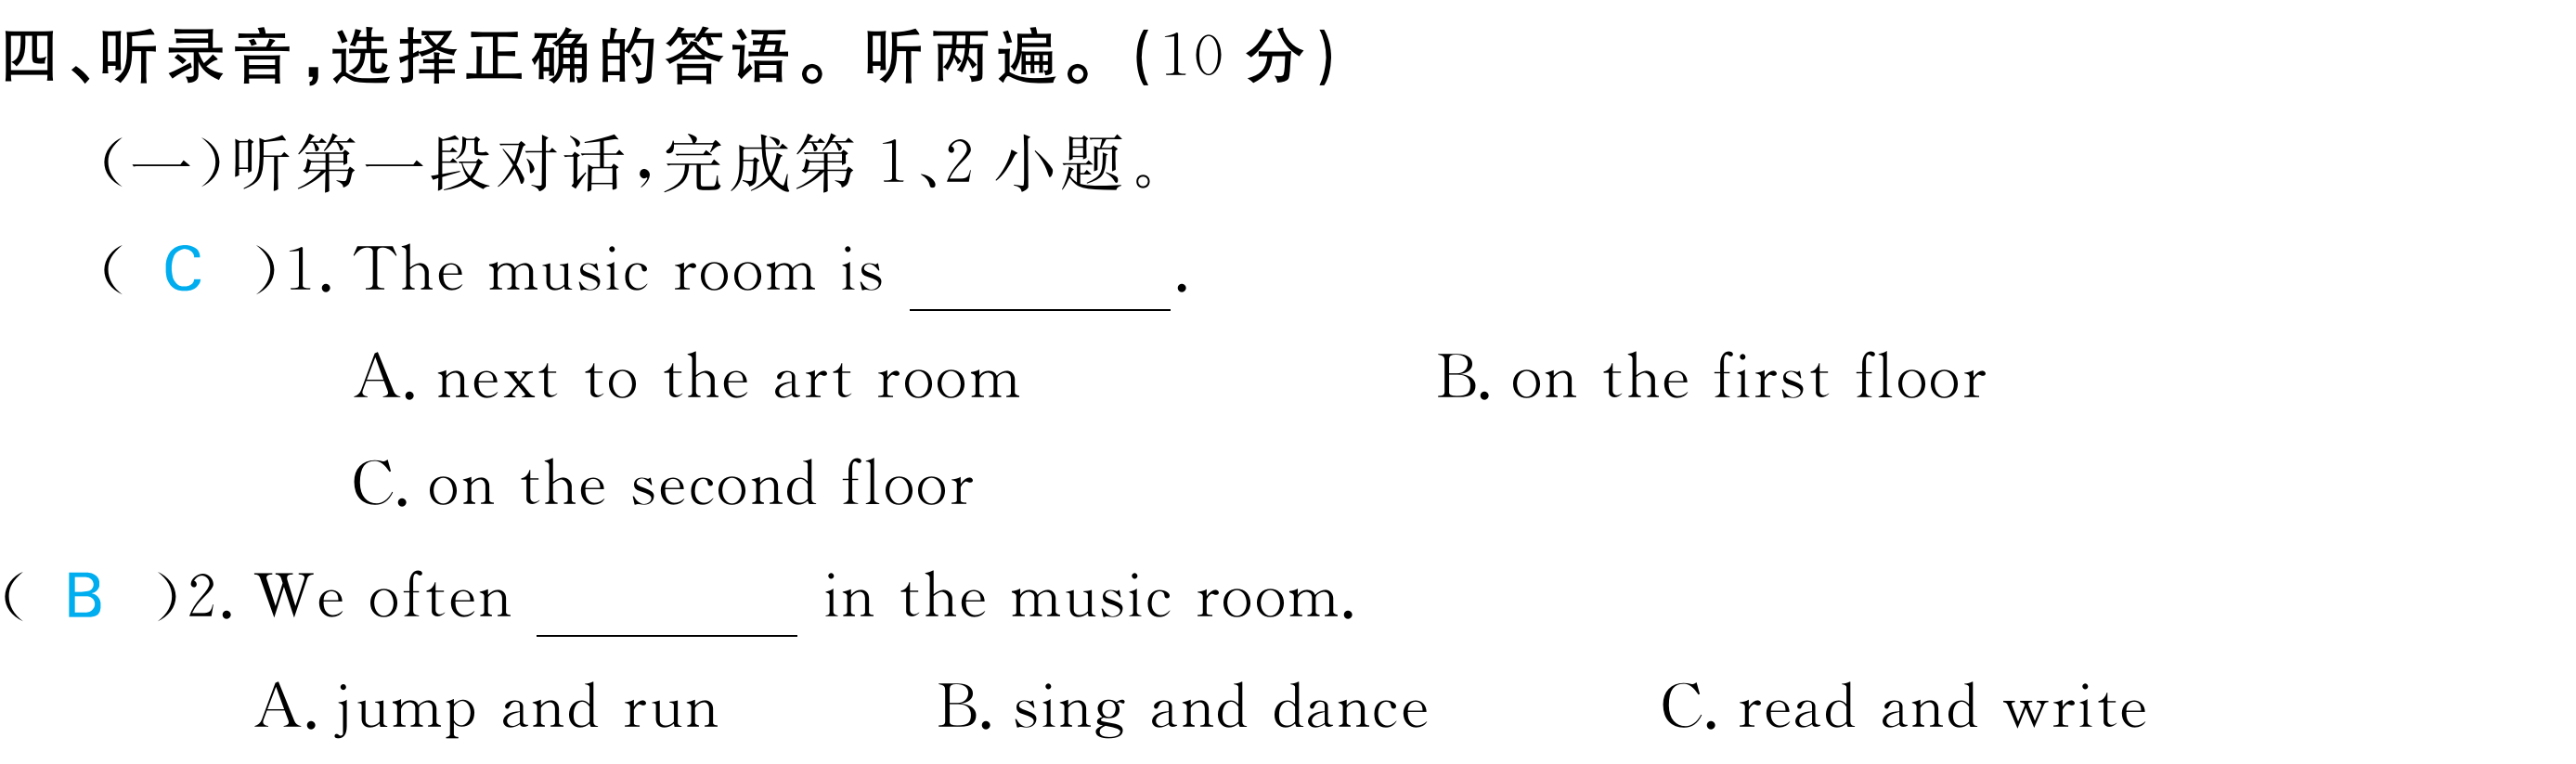 四、听录音,选择正确的答语。听两遍。(10 分)
(一)听第一段对话,完成第 1、2 小题。
( C )1. The music room is ________.
A. next to the art room B. on the first floor
C. on the second floor
( B )2. We often ________ in the music room.
A. jump and run B. sing and dance C. read and write